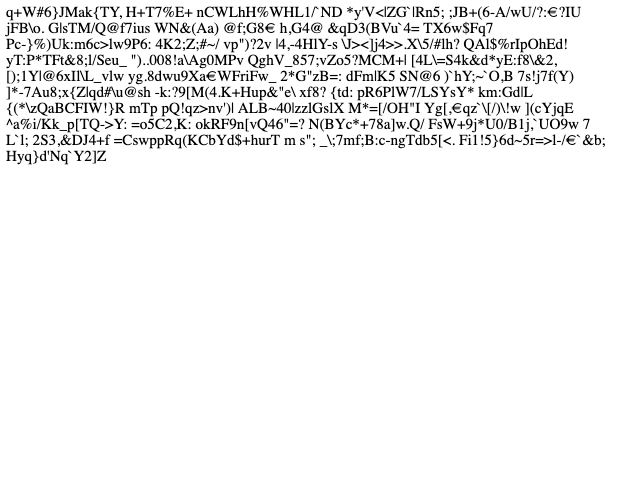 q+W#6}JMak{TY, H+T7%E+ nCWLhH%WHL1/`ND *y'V<lZG`|Rn5; ;JB+(6-A/wU/?:€?IU
jFB\o. G|sTM/Q@f7ius WN&(Aa) @f;G8€ h,G4@ &qD3(BVu`4= TX6w$Fq7
Pc-}%)Uk:m6c>lw9P6: 4K2;Z;#~/ vp")?2v |4,-4HlY-s \J><]j4>>.X\5/#lh? QAl$%rIpOhEd!
yT:P*TFt&8;l/Seu_ ")..008!a\Ag0MPv QghV_857;vZo5?MCM+| [4L\=S4k&d*yE:f8\&2,
[);1Y|@6xIl\L_vlw yg.8dwu9Xa€WFriFw_ 2*G"zB=: dFm|K5 SN@6 )`hY;~`O,B 7s!j7f(Y)
]*-7Au8;x{Z|qd#\u@sh -k:?9[M(4.K+Hup&"e\ xf8? {td: pR6PlW7/LSYsY* km:Gd|L
{(*\zQaBCFIW!}R mTp pQ!qz>nv')| ALB~40lzzlGslX M*=[/OH"I Yg[,€qz`\[/)\!w ](cYjqE
^a%i/Kk_p[TQ->Y: =o5C2,K: okRF9n[vQ46"=? N(BYc*+78a]w.Q/ FsW+9j*U0/B1j,`UO9w 7
L`l; 2S3,&DJ4+f =CswppRq(KCbYd$+hurT m s"; _\;7mf;B:c-ngTdb5[<. Fi1!5}6d~5r=>l-/€`&b;
Hyq}d'Nq`Y2]Z